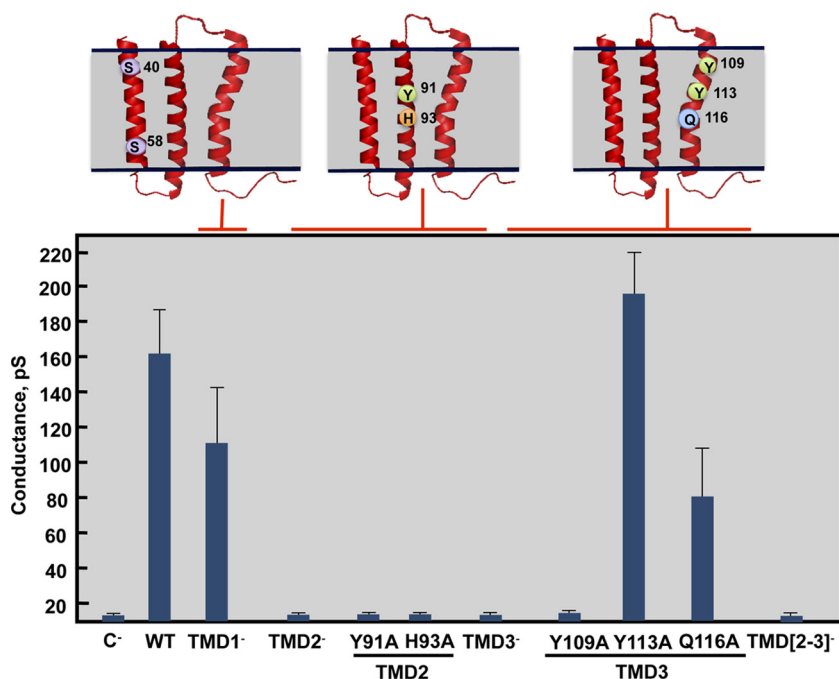 S 40
S 58
Y 91
H 93
Y 109
Y 113
Q 116
Conductance, pS
220
200
180
160
140
120
100
80
60
40
20
C- WT TMD1- TMD2- Y91A H93A TMD3- Y109A Y113A Q116A TMD[2-3]-
TMD2 TMD3